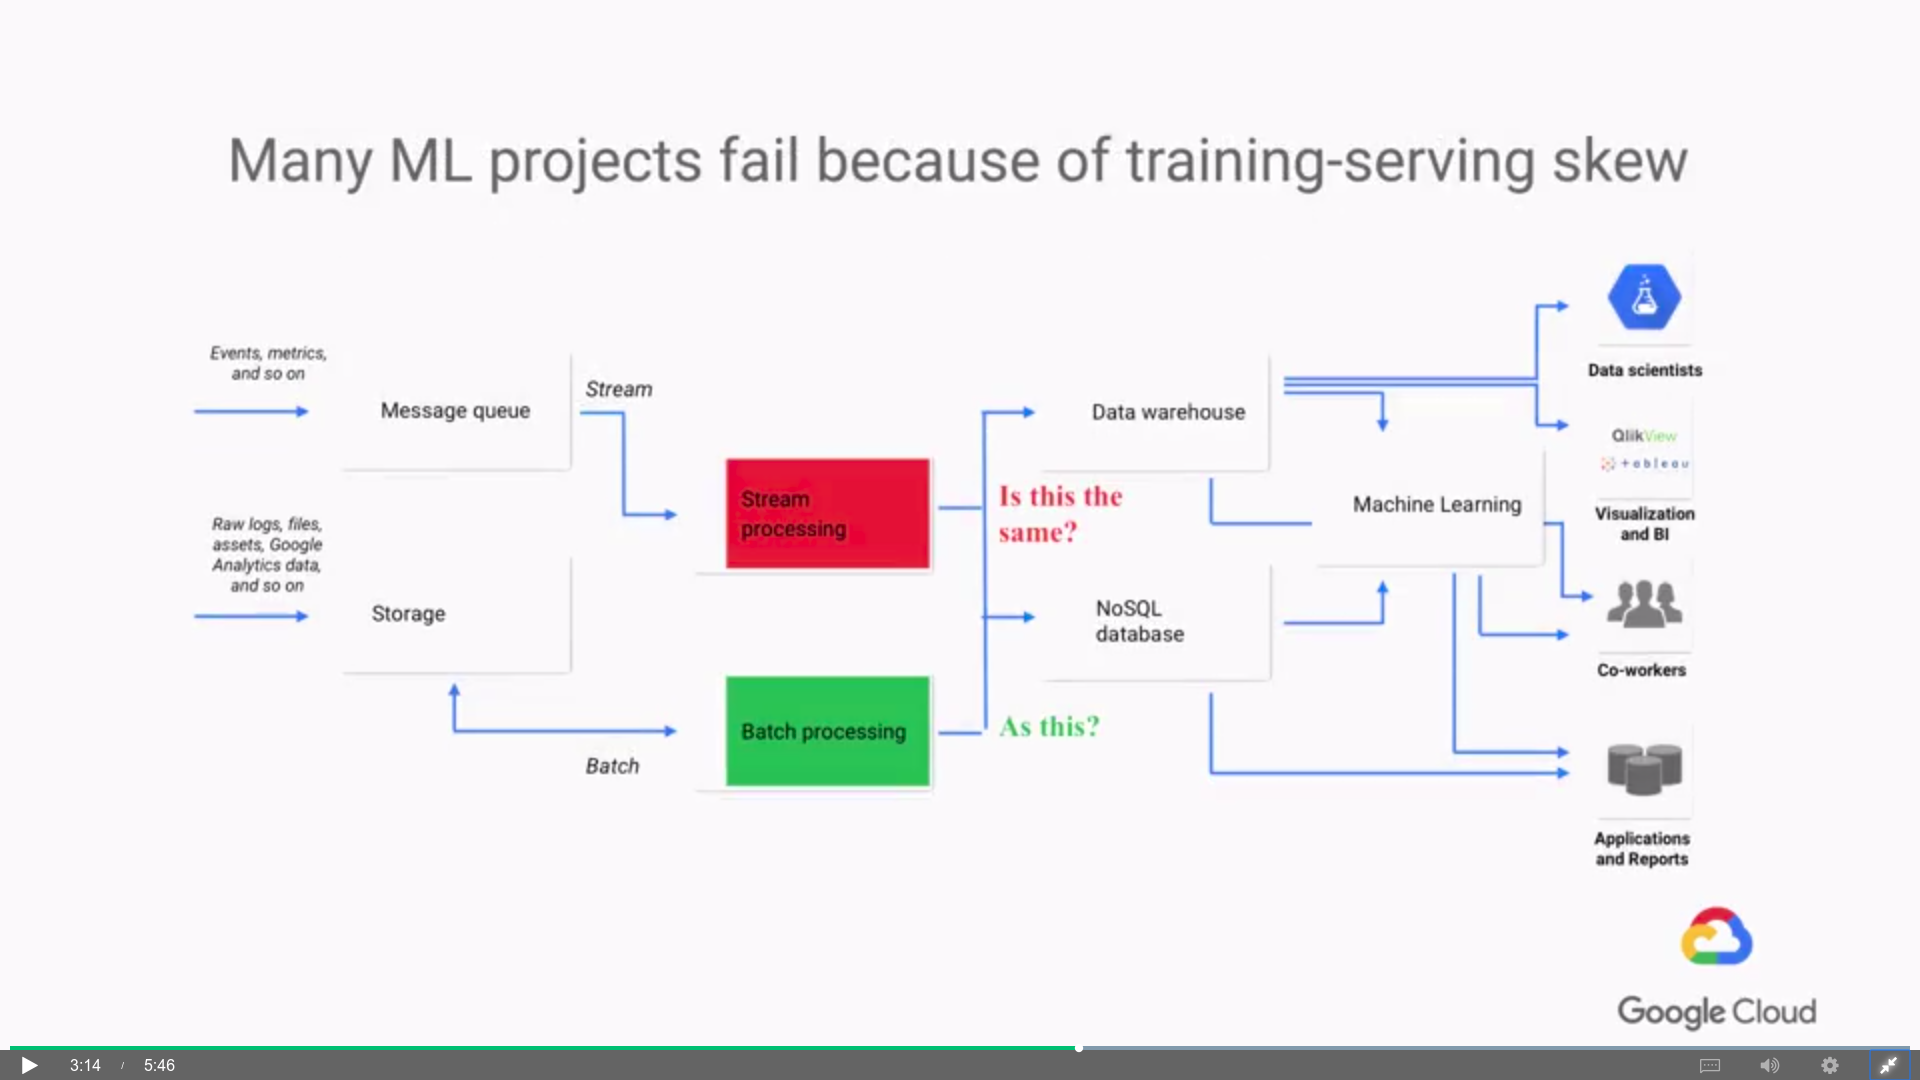 Many ML projects fail because of training-serving skew
Events, metrics,
and so on
Message queue
Stream
Raw logs, files,
assets, Google
Analytics data,
and so on
Storage
Batch
Stream
processing
Batch processing
Is this the
same?
As this?
Data warehouse
NoSQL
database
Machine Learning
Data scientists
QlikView
+ableau
Visualization
and BI
Co-workers
Applications
and Reports
Google Cloud
3:14 / 5:46